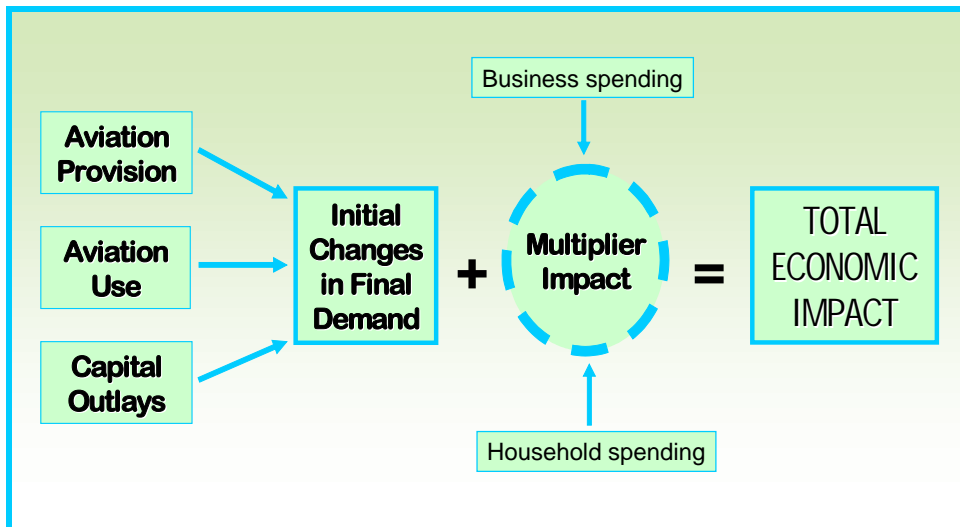 Business spending
Aviation
Provision
Aviation
Use
Capital
Outlays
Initial
Changes
in Final
Demand
+
Multiplier
Impact
=
TOTAL
ECONOMIC
IMPACT
Household spending